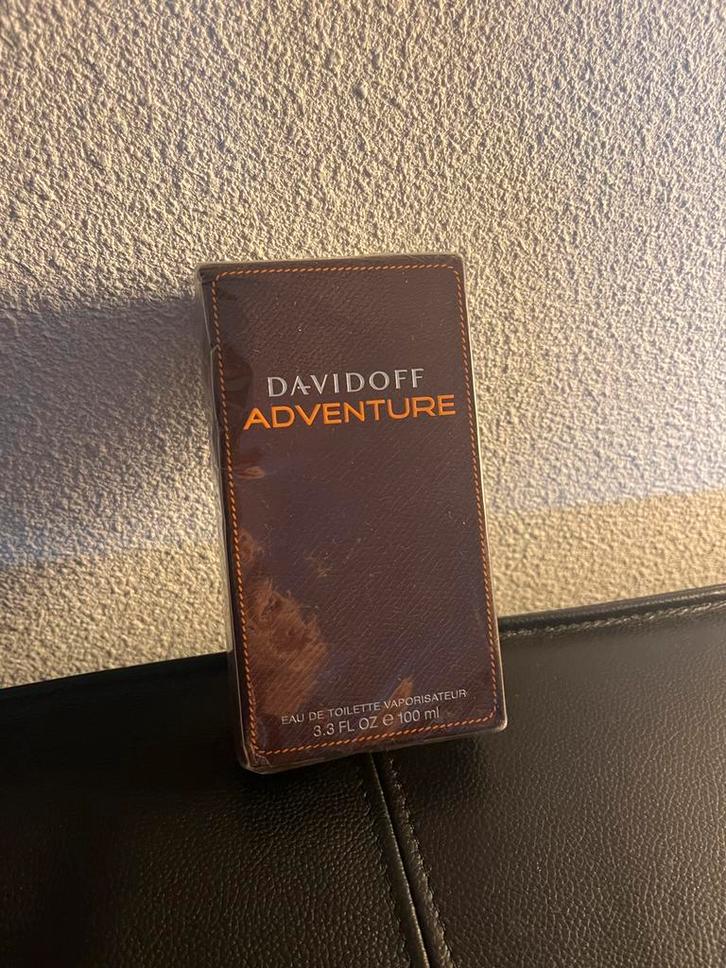 DAVIDOFF
ADVENTURE
EAU DE TOILETTE VAPORISATEUR
3.3 FL OZ ℮ 100 ml